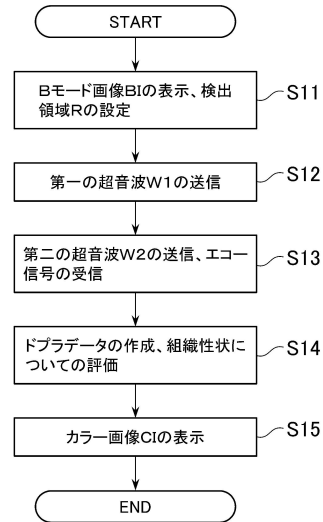 START
Bモード画像BIの表示、検出
領域Rの設定
S11
第一の超音波W1の送信
S12
第二の超音波W2の送信、エコー
信号の受信
S13
ドプラデータの作成、組織性状に
ついての評価
S14
カラー画像CIの表示
S15
END